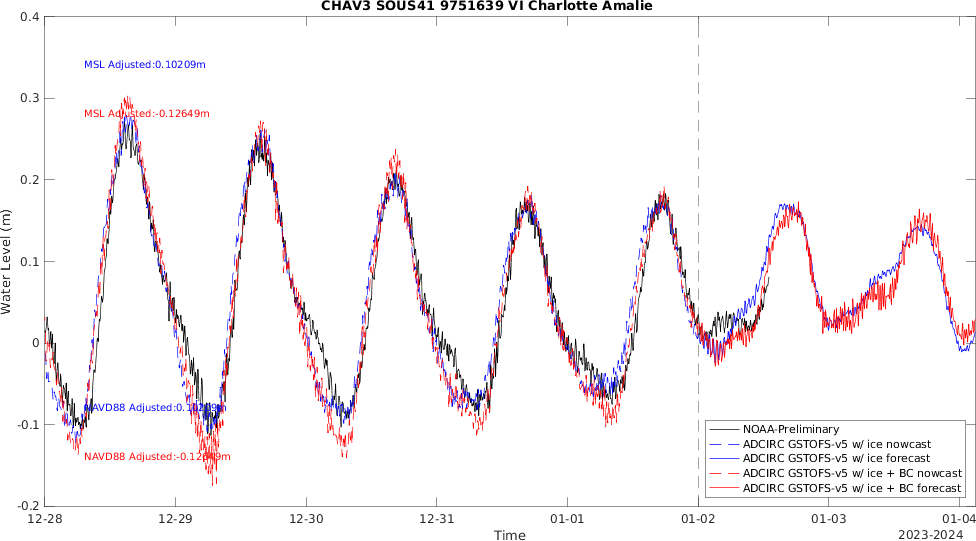 CHAV3 SOUS41 9751639 VI Charlotte Amalie
0.4
0.3
0.2
0.1
0
-0.1
-0.2
Water Level (m)
MSL Adjusted:0.10209m
MSL Adjusted:-0.12649m
NAVD88 Adjusted:0.10209m
NAVD88 Adjusted:-0.12649m
NOAA-Preliminary
ADCIRC GSTOFS-v5 w/ ice nowcast
ADCIRC GSTOFS-v5 w/ ice forecast
ADCIRC GSTOFS-v5 w/ ice + BC nowcast
ADCIRC GSTOFS-v5 w/ ice + BC forecast
12-28 12-29 12-30 12-31 01-01 01-02 01-03 01-04
Time
2023-2024